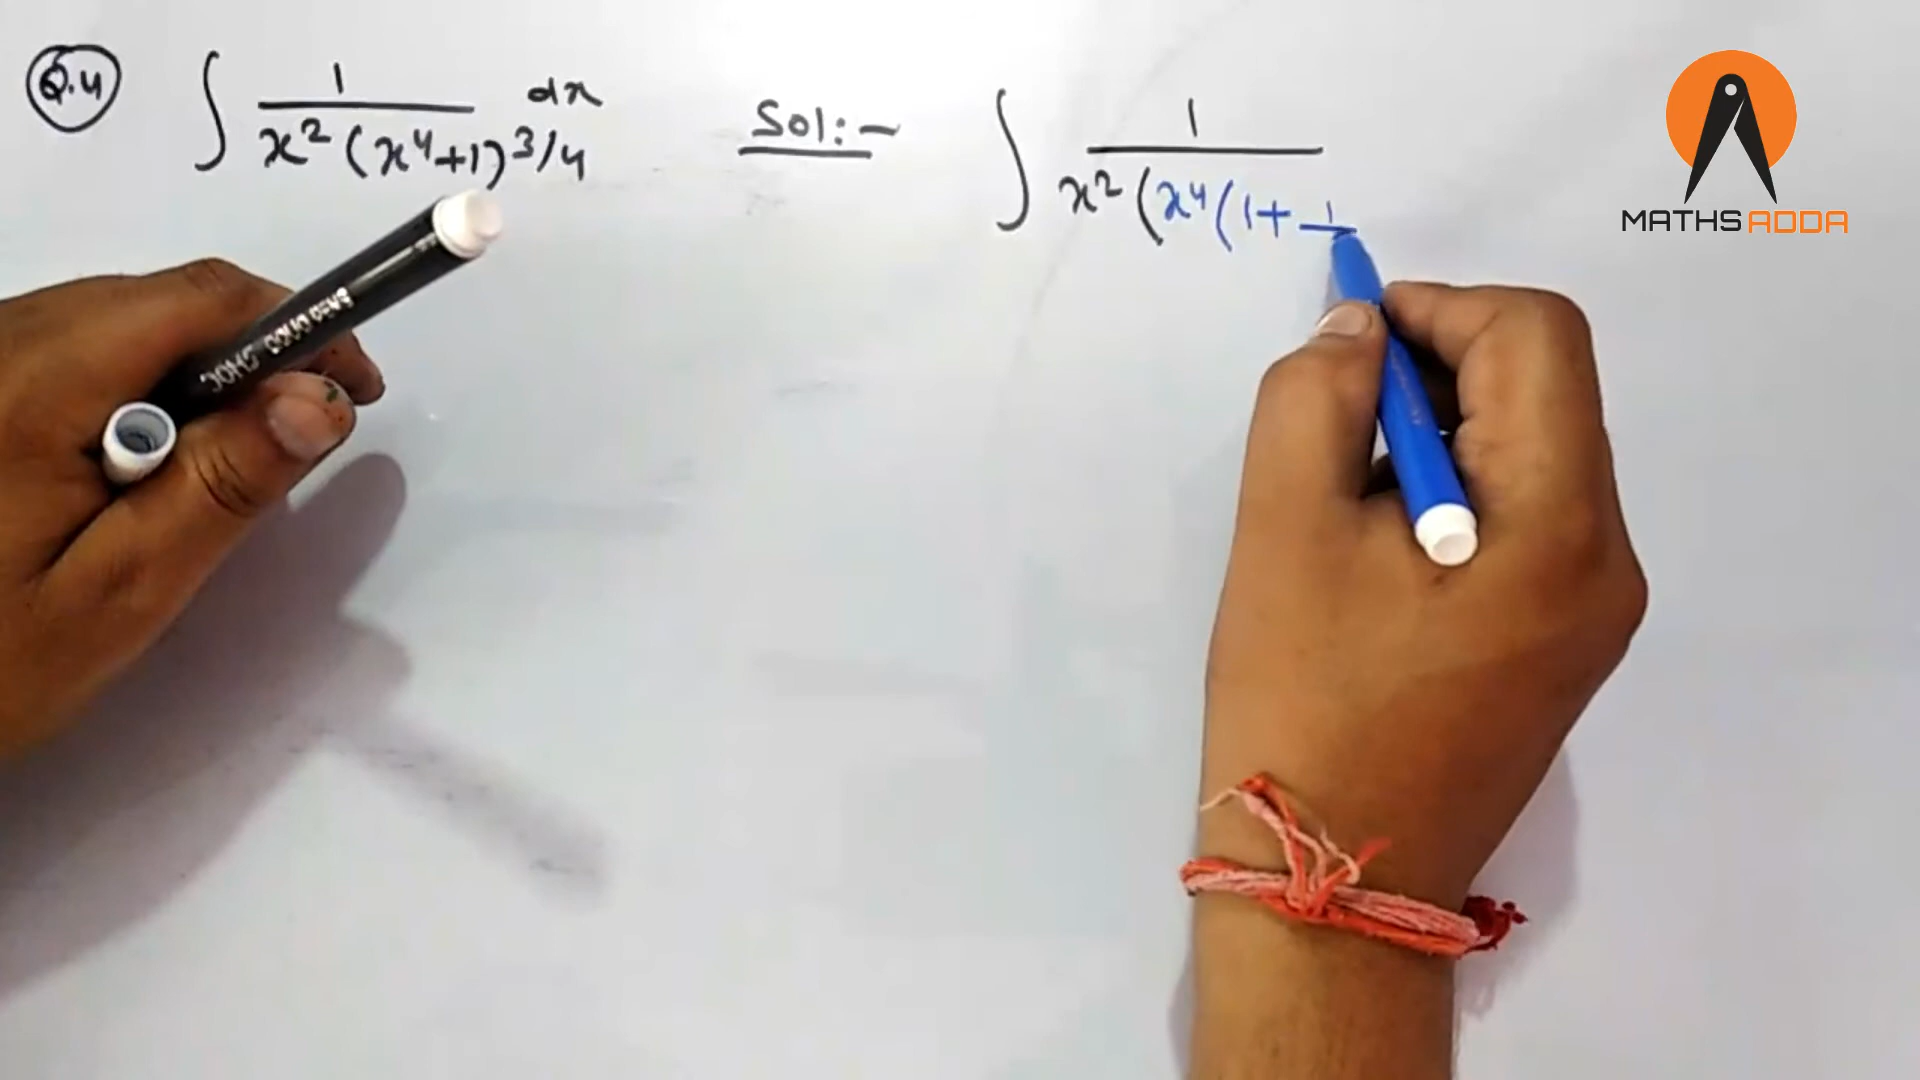 Q.4 ∫ 1 / x² (x⁴+1)^3/4 dx
Sol:- ∫ 1 / x² (x⁴(1+ 1
MATHS ADDA